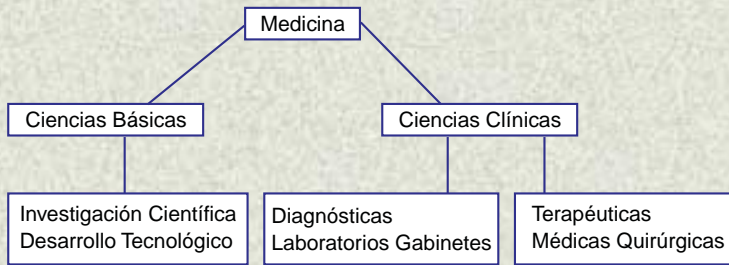 Medicina
Ciencias Básicas
Ciencias Clínicas
Investigación Científica
Desarrollo Tecnológico
Diagnósticas
Laboratorios Gabinetes
Terapéuticas
Médicas Quirúrgicas